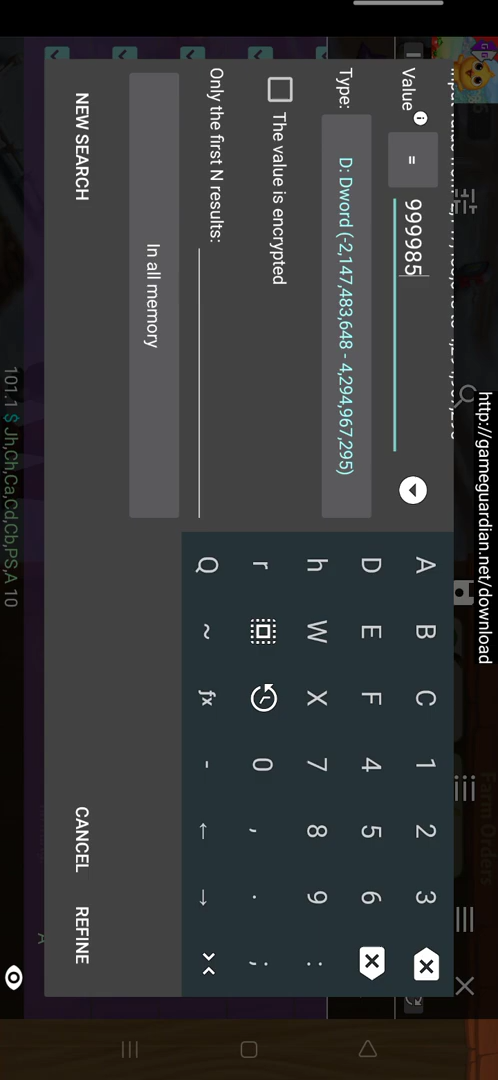 http://gameguardian.net/download
Value
=
999985
Type:
D: Dword (-2,147,483,648 - 4,294,967,295)
The value is encrypted
Only the first N results:
In all memory
NEW SEARCH
CANCEL
REFINE
A B C 1 2 3
D E F 4 5 6
h W X 7 8 9 :
r 0 , . ;
Q ~ fx - ← →
Farm Orders
101.1 $ Jh,Ch,Ca,Cd,Cb,PS,A 10